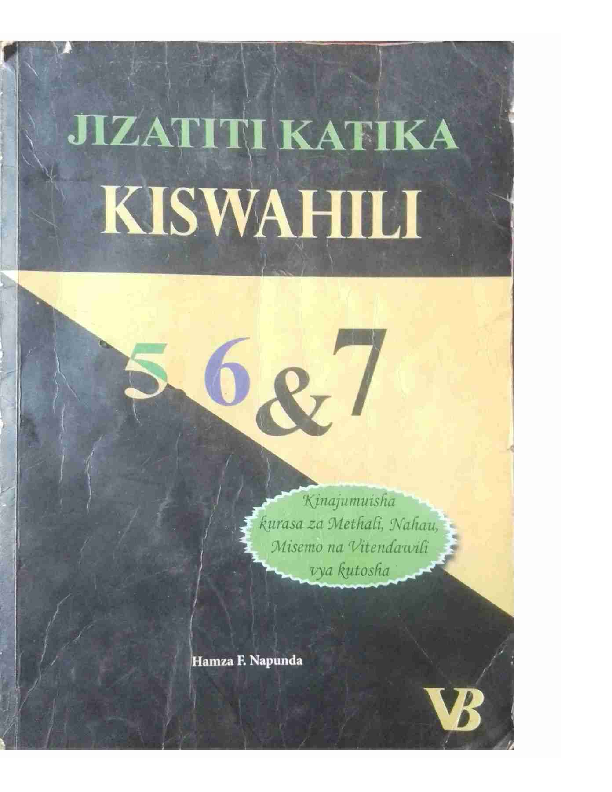 JIZATITI KATIKA
KISWAHILI
5 6 & 7
Kinajumuisha
kurasa za Methali, Nahau,
Misemo na Vitendawili
vya kutosha
Hamza F. Napunda
VB